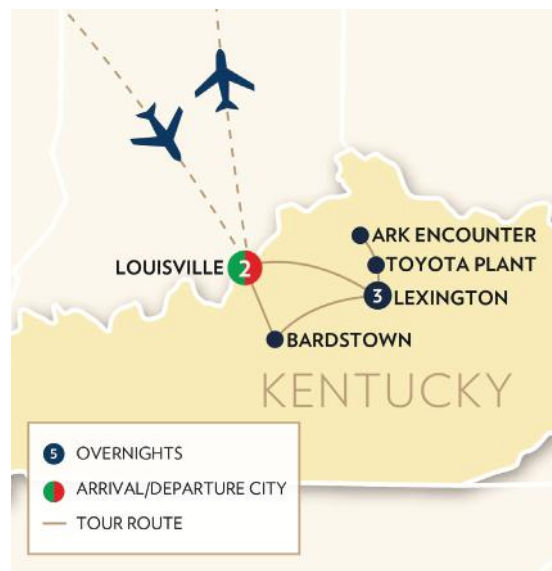 ARK ENCOUNTER
LOUISVILLE 2
TOYOTA PLANT
3 LEXINGTON
BARDSTOWN
KENTUCKY
5 OVERNIGHTS
ARRIVAL/DEPARTURE CITY
TOUR ROUTE